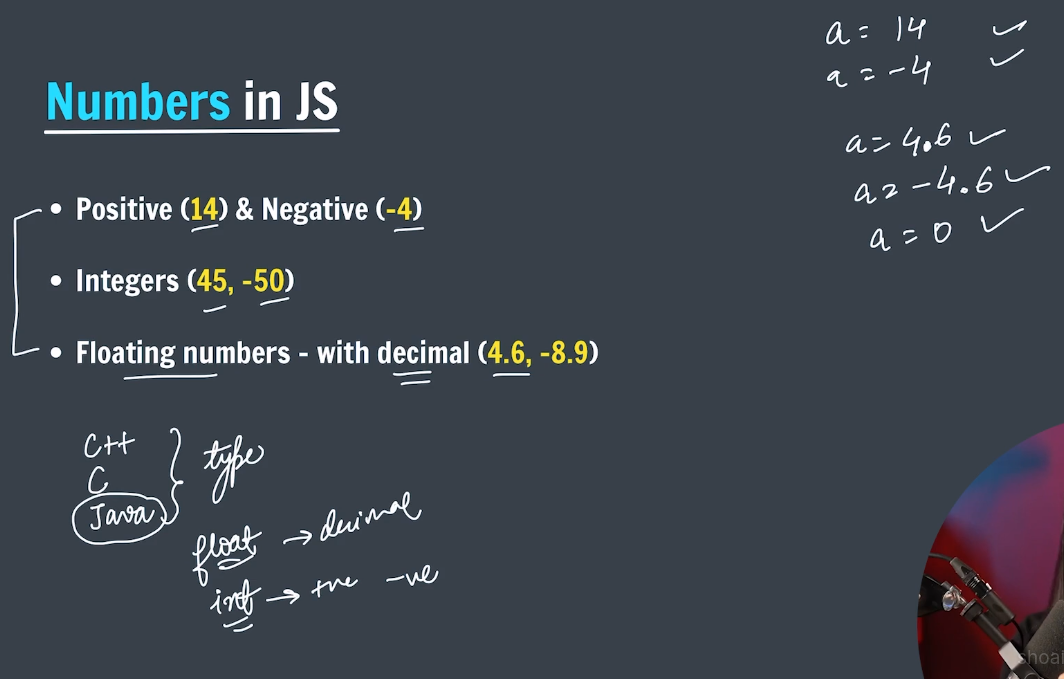 Numbers in JS
• Positive (14) & Negative (-4)
• Integers (45, -50)
• Floating numbers - with decimal (4.6, -8.9)
a = 14
a = -4
a = 4.6
a = -4.6
a = 0
C++
C
Java
type
float → decimal
int → +ve -ve
shoai